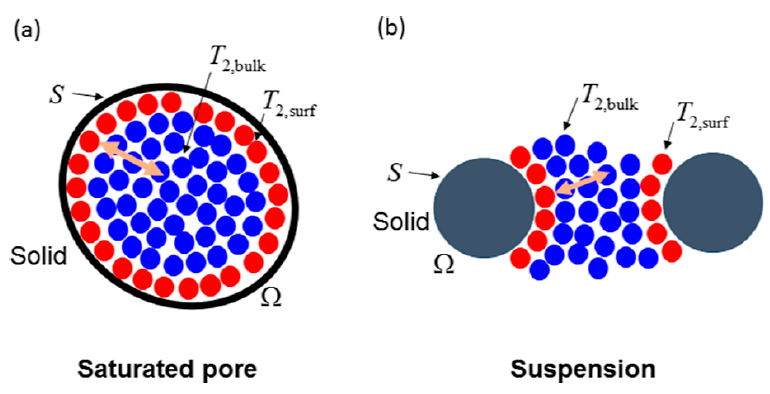 (a)
T2,bulk
S
T2,surf
Solid
Ω
Saturated pore
(b)
T2,bulk
T2,surf
S
Solid
Ω
Suspension